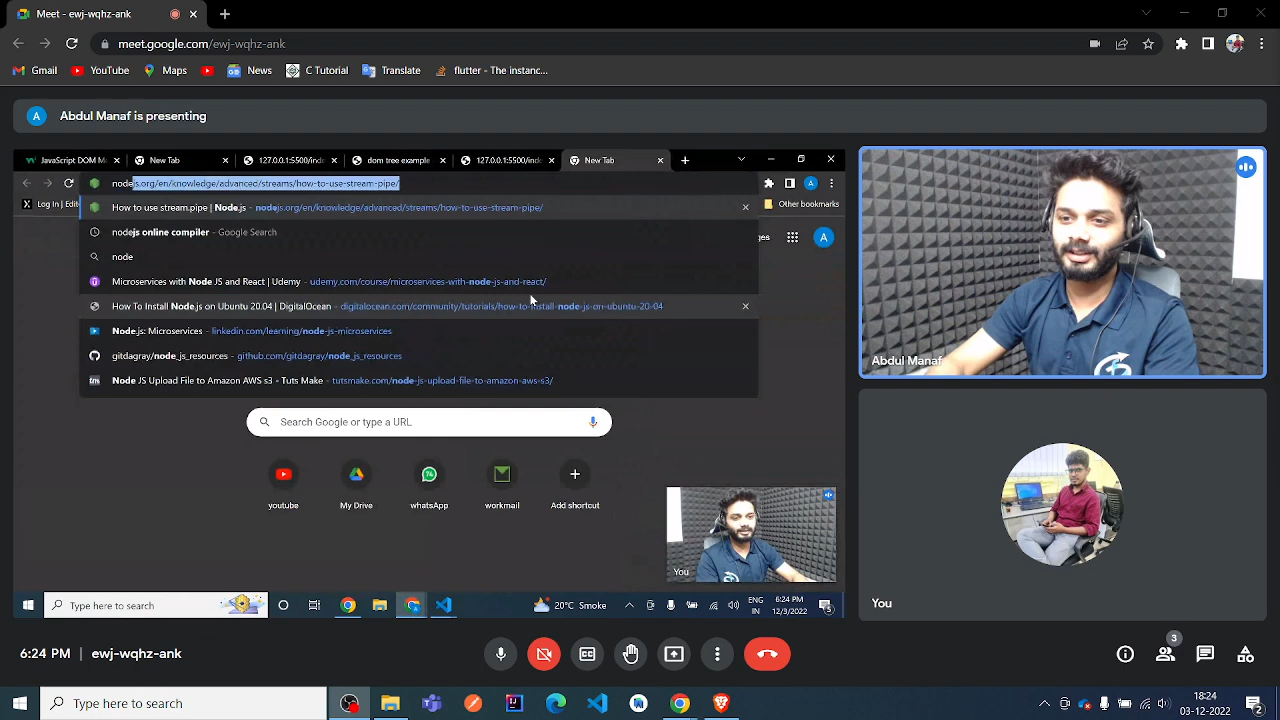 Meet - ewj-wqhz-ank
meet.google.com/ewj-wqhz-ank
Gmail
YouTube
Maps
News
C Tutorial
Translate
flutter - The instanc...
A
Abdul Manaf is presenting
JavaScript DOM M
New Tab
127.0.0.1:5500/inde
dom tree example
127.0.0.1:5500/inde
New Tab
nodejs.org/en/knowledge/advanced/streams/how-to-use-stream-pipe/
A
Log in | Edit
How to use stream.pipe | Node.js - nodejs.org/en/knowledge/advanced/streams/how-to-use-stream-pipe/
Other bookmarks
nodejs online compiler - Google Search
ges
A
node
Microservices with Node JS and React | Udemy - udemy.com/course/microservices-with-node-js-and-react/
How To Install Node.js on Ubuntu 20.04 | DigitalOcean - digitalocean.com/community/tutorials/how-to-install-node-js-on-ubuntu-20-04
Node.js: Microservices - linkedin.com/learning/node-js-microservices
gitdagray/node_js_resources - github.com/gitdagray/node_js_resources
Node JS Upload File to Amazon AWS s3 - Tuts Make - tutsmake.com/node-js-upload-file-to-amazon-aws-s3/
Search Google or type a URL
youtube
My Drive
whatsApp
workmail
Add shortcut
You
Type here to search
20°C Smoke
ENG
IN
6:24 PM
12/3/2022
Abdul Manaf
You
6:24 PM | ewj-wqhz-ank
3
Type here to search
18:24
03-12-2022
2